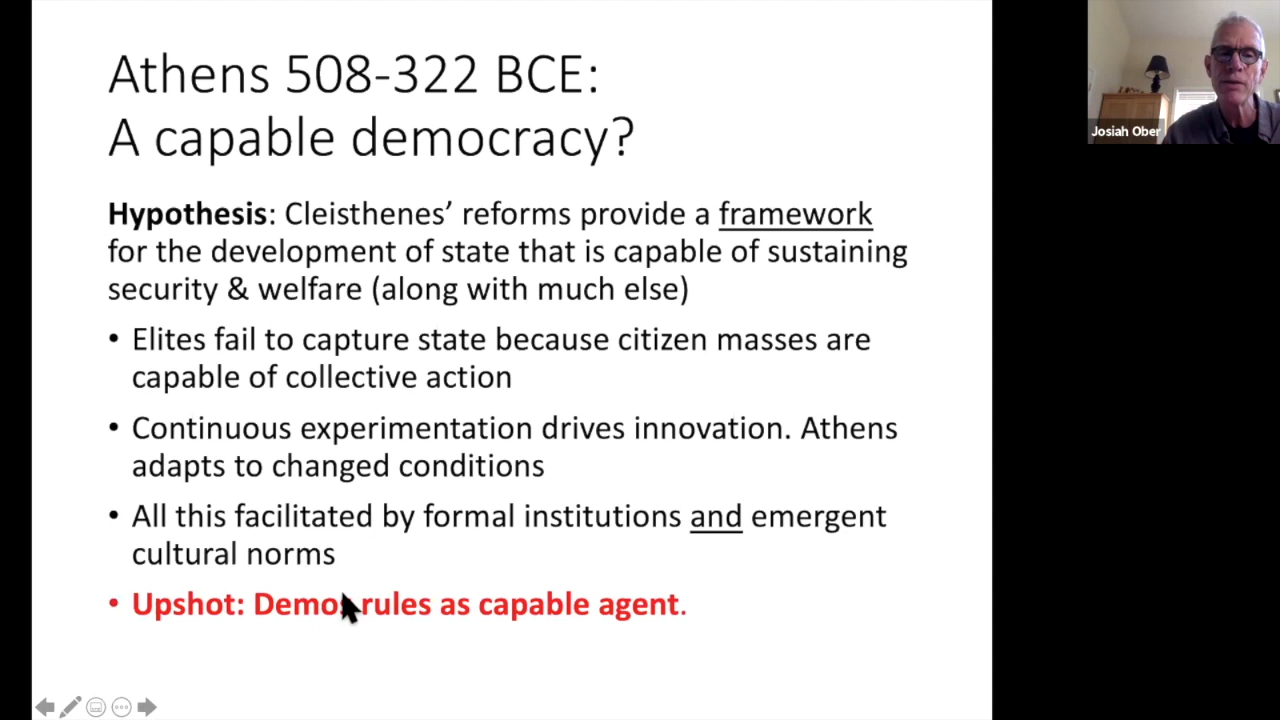 Athens 508-322 BCE:
A capable democracy?
Josiah Ober
Hypothesis: Cleisthenes’ reforms provide a framework
for the development of state that is capable of sustaining
security & welfare (along with much else)
• Elites fail to capture state because citizen masses are
capable of collective action
• Continuous experimentation drives innovation. Athens
adapts to changed conditions
• All this facilitated by formal institutions and emergent
cultural norms
• Upshot: Demos rules as capable agent.